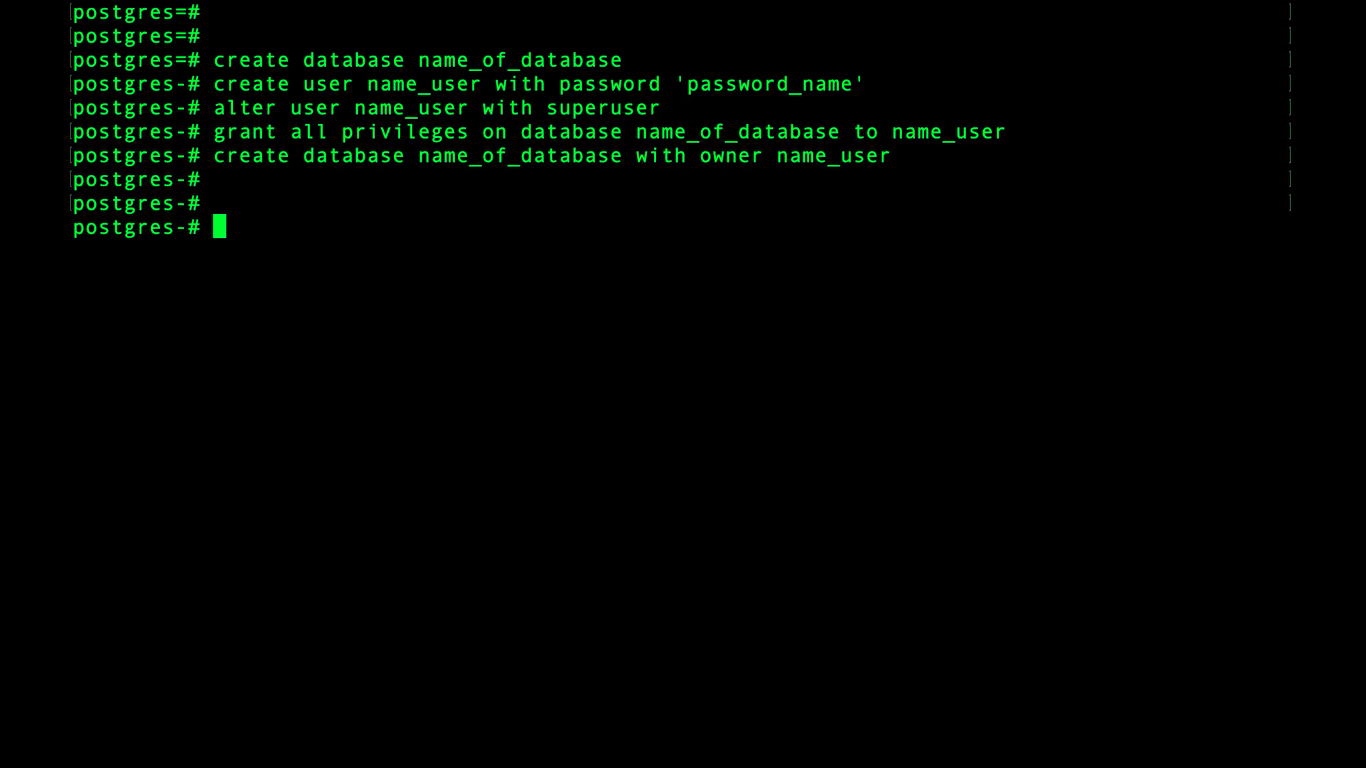 postgres=#
postgres=#
postgres=# create database name_of_database
postgres-# create user name_user with password 'password_name'
postgres-# alter user name_user with superuser
postgres-# grant all privileges on database name_of_database to name_user
postgres-# create database name_of_database with owner name_user
postgres-#
postgres-#
postgres-#